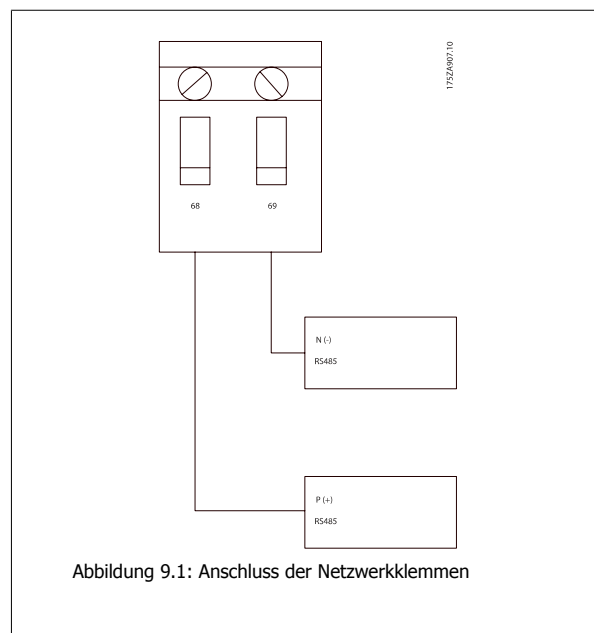 175ZA907.10
68 69
N (-)
RS485
P (+)
RS485
Abbildung 9.1: Anschluss der Netzwerkklemmen